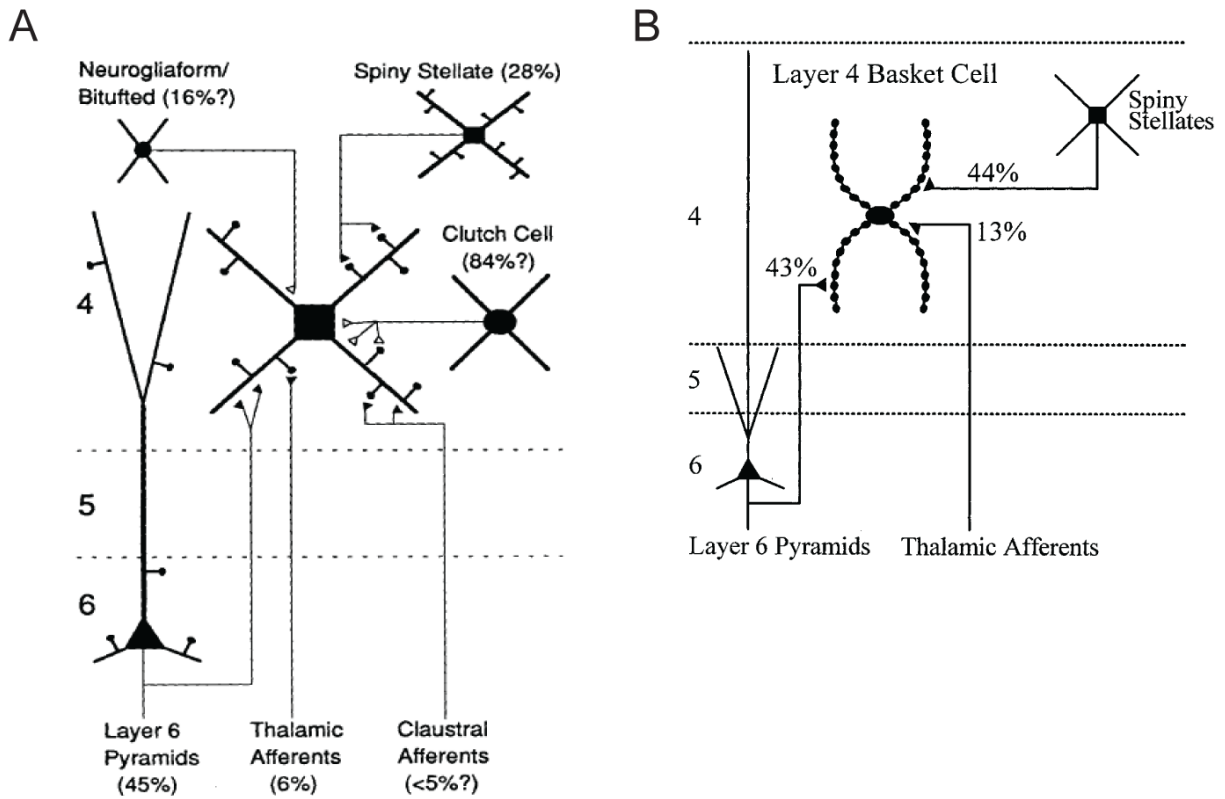 A
Neurogliaform/
Bitufted (16%?)
Spiny Stellate (28%)
Clutch Cell
(84%?)
4
5
6
Layer 6
Pyramids
(45%)
Thalamic
Afferents
(6%)
Claustral
Afferents
(<5%?)
B
Layer 4 Basket Cell
Spiny
Stellates
44%
4
13%
43%
5
6
Layer 6 Pyramids
Thalamic Afferents